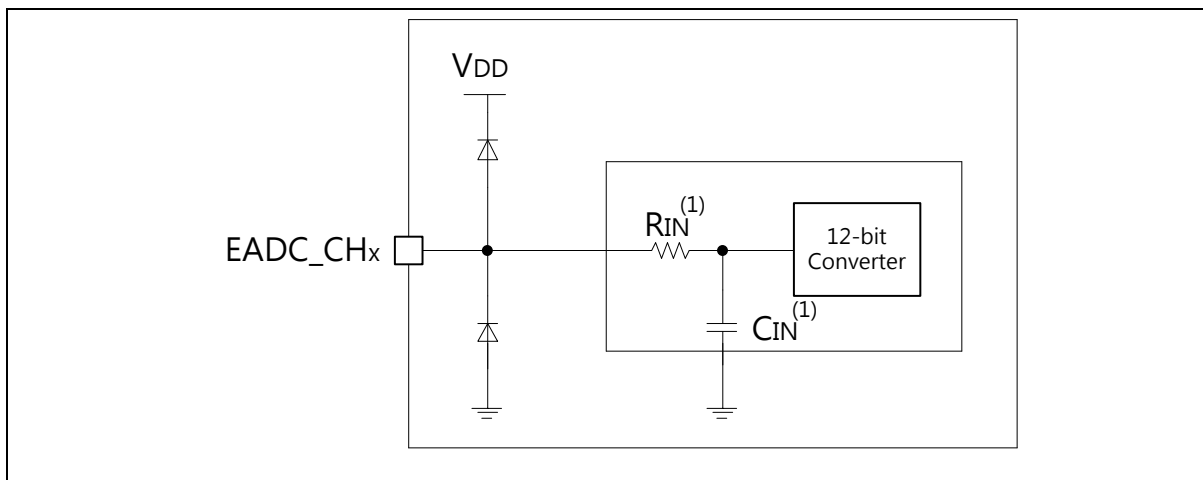 VDD
EADC_CHx
RIN(1)
12-bit
Converter
CIN(1)